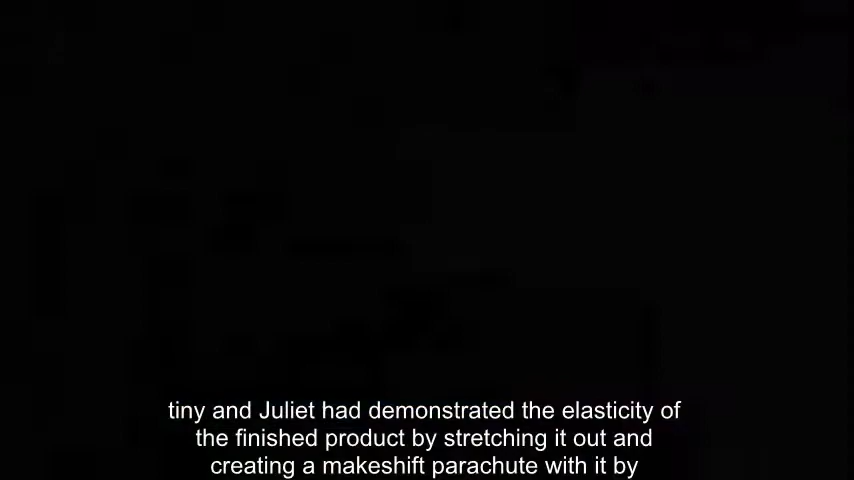 tiny and Juliet had demonstrated the elasticity of
the finished product by stretching it out and
creating a makeshift parachute with it by